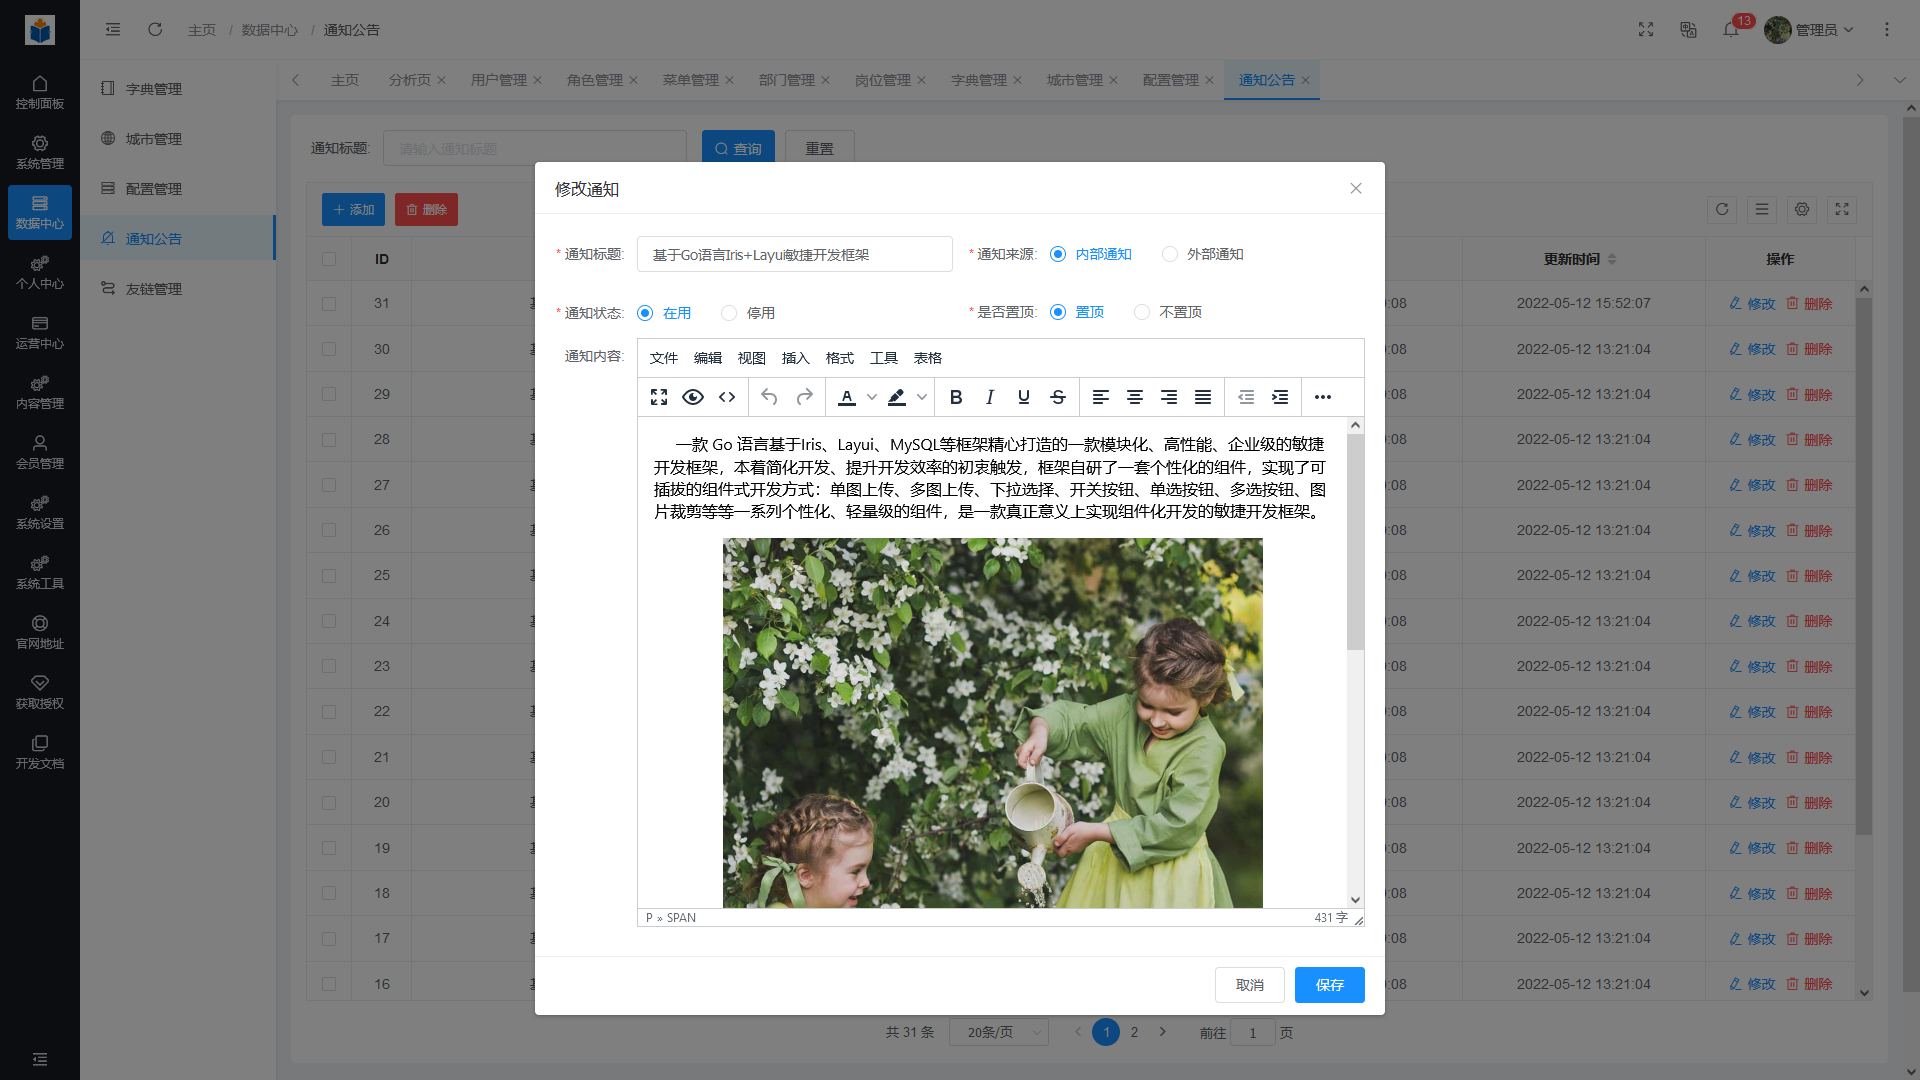 主页 / 数据中心 / 通知公告
13
管理员
控制面板
系统管理
数据中心
个人中心
运营中心
内容管理
会员管理
系统设置
系统工具
官网地址
获取授权
开发文档
字典管理
城市管理
配置管理
通知公告
友链管理
主页 分析页 用户管理 角色管理 菜单管理 部门管理 岗位管理 字典管理 城市管理 配置管理 通知公告
通知标题: 请输入通知标题 查询 重置
添加 删除
ID 更新时间 操作
31 :08 2022-05-12 15:52:07 修改 删除
30 :08 2022-05-12 13:21:04 修改 删除
29 :08 2022-05-12 13:21:04 修改 删除
28 :08 2022-05-12 13:21:04 修改 删除
27 :08 2022-05-12 13:21:04 修改 删除
26 :08 2022-05-12 13:21:04 修改 删除
25 :08 2022-05-12 13:21:04 修改 删除
24 :08 2022-05-12 13:21:04 修改 删除
23 :08 2022-05-12 13:21:04 修改 删除
22 :08 2022-05-12 13:21:04 修改 删除
21 :08 2022-05-12 13:21:04 修改 删除
20 :08 2022-05-12 13:21:04 修改 删除
19 :08 2022-05-12 13:21:04 修改 删除
18 :08 2022-05-12 13:21:04 修改 删除
17 :08 2022-05-12 13:21:04 修改 删除
16 :08 2022-05-12 13:21:04 修改 删除
共 31 条 20条/页 1 2 前往 1 页
修改通知
* 通知标题: 基于Go语言Iris+Layui敏捷开发框架 * 通知来源: 内部通知 外部通知
* 通知状态: 在用 停用 * 是否置顶: 置顶 不置顶
通知内容: 文件 编辑 视图 插入 格式 工具 表格
一款 Go 语言基于Iris、Layui、MySQL等框架精心打造的一款模块化、高性能、企业级的敏捷
开发框架，本着简化开发、提升开发效率的初衷触发，框架自研了一套个性化的组件，实现了可
插拔的组件式开发方式：单图上传、多图上传、下拉选择、开关按钮、单选按钮、多选按钮、图
片裁剪等等一系列个性化、轻量级的组件，是一款真正意义上实现组件化开发的敏捷开发框架。
P » SPAN 431 字
取消 保存